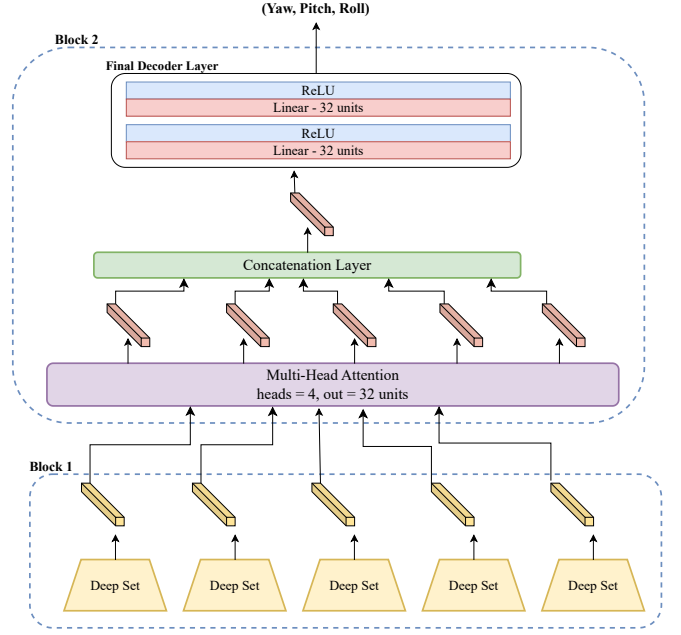 (Yaw, Pitch, Roll)
Block 2
Final Decoder Layer
ReLU
Linear - 32 units
ReLU
Linear - 32 units
Concatenation Layer
Multi-Head Attention
heads = 4, out = 32 units
Block 1
Deep Set Deep Set Deep Set Deep Set Deep Set